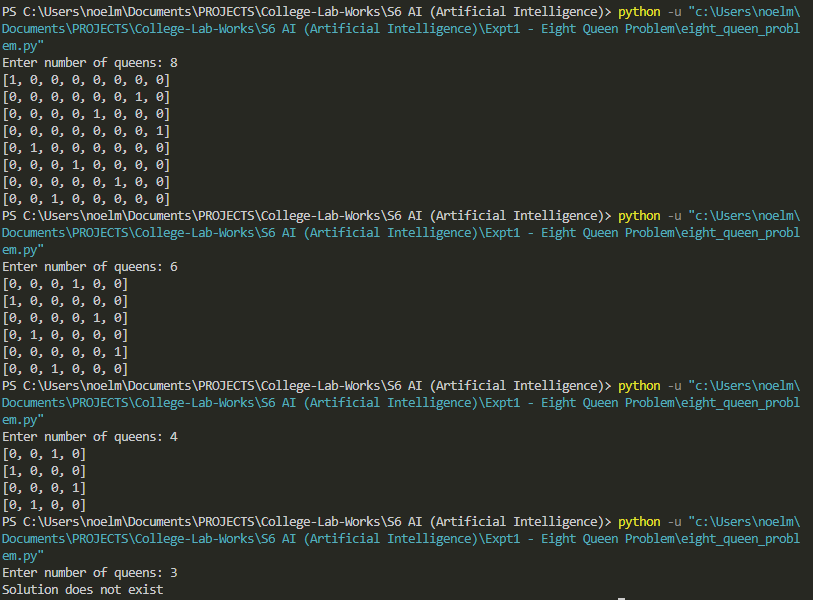 PS C:\Users\noelm\Documents\PROJECTS\College-Lab-Works\S6 AI (Artificial Intelligence)> python -u "c:\Users\noelm\
Documents\PROJECTS\College-Lab-Works\S6 AI (Artificial Intelligence)\Expt1 - Eight Queen Problem\eight_queen_probl
em.py"
Enter number of queens: 8
[1, 0, 0, 0, 0, 0, 0, 0]
[0, 0, 0, 0, 0, 0, 1, 0]
[0, 0, 0, 0, 1, 0, 0, 0]
[0, 0, 0, 0, 0, 0, 0, 1]
[0, 1, 0, 0, 0, 0, 0, 0]
[0, 0, 0, 1, 0, 0, 0, 0]
[0, 0, 0, 0, 0, 1, 0, 0]
[0, 0, 1, 0, 0, 0, 0, 0]
PS C:\Users\noelm\Documents\PROJECTS\College-Lab-Works\S6 AI (Artificial Intelligence)> python -u "c:\Users\noelm\
Documents\PROJECTS\College-Lab-Works\S6 AI (Artificial Intelligence)\Expt1 - Eight Queen Problem\eight_queen_probl
em.py"
Enter number of queens: 6
[0, 0, 0, 1, 0, 0]
[1, 0, 0, 0, 0, 0]
[0, 0, 0, 0, 1, 0]
[0, 1, 0, 0, 0, 0]
[0, 0, 0, 0, 0, 1]
[0, 0, 1, 0, 0, 0]
PS C:\Users\noelm\Documents\PROJECTS\College-Lab-Works\S6 AI (Artificial Intelligence)> python -u "c:\Users\noelm\
Documents\PROJECTS\College-Lab-Works\S6 AI (Artificial Intelligence)\Expt1 - Eight Queen Problem\eight_queen_probl
em.py"
Enter number of queens: 4
[0, 0, 1, 0]
[1, 0, 0, 0]
[0, 0, 0, 1]
[0, 1, 0, 0]
PS C:\Users\noelm\Documents\PROJECTS\College-Lab-Works\S6 AI (Artificial Intelligence)> python -u "c:\Users\noelm\
Documents\PROJECTS\College-Lab-Works\S6 AI (Artificial Intelligence)\Expt1 - Eight Queen Problem\eight_queen_probl
em.py"
Enter number of queens: 3
Solution does not exist